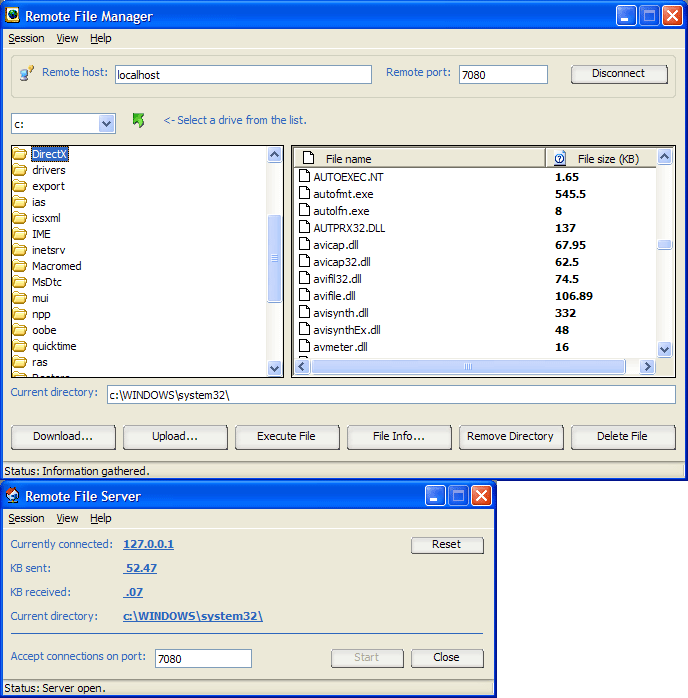 Remote File Manager
Session View Help
Remote host: localhost Remote port: 7080 Disconnect
c: <- Select a drive from the list.
DirectX
drivers
export
ias
icsxml
IME
inetsrv
Macromed
MsDtc
mui
npp
oobe
quicktime
ras
File name File size (KB)
AUTOEXEC.NT 1.65
autofmt.exe 545.5
autolfn.exe 8
AUTPRX32.DLL 137
avicap.dll 67.95
avicap32.dll 62.5
avifil32.dll 74.5
avifile.dll 106.89
avisynth.dll 332
avisynthEx.dll 48
avmeter.dll 16
Current directory: c:\WINDOWS\system32\
Download... Upload... Execute File File Info... Remove Directory Delete File
Status: Information gathered.
Remote File Server
Session View Help
Currently connected: 127.0.0.1 Reset
KB sent: 52.47
KB received: .07
Current directory: c:\WINDOWS\system32\
Accept connections on port: 7080 Start Close
Status: Server open.